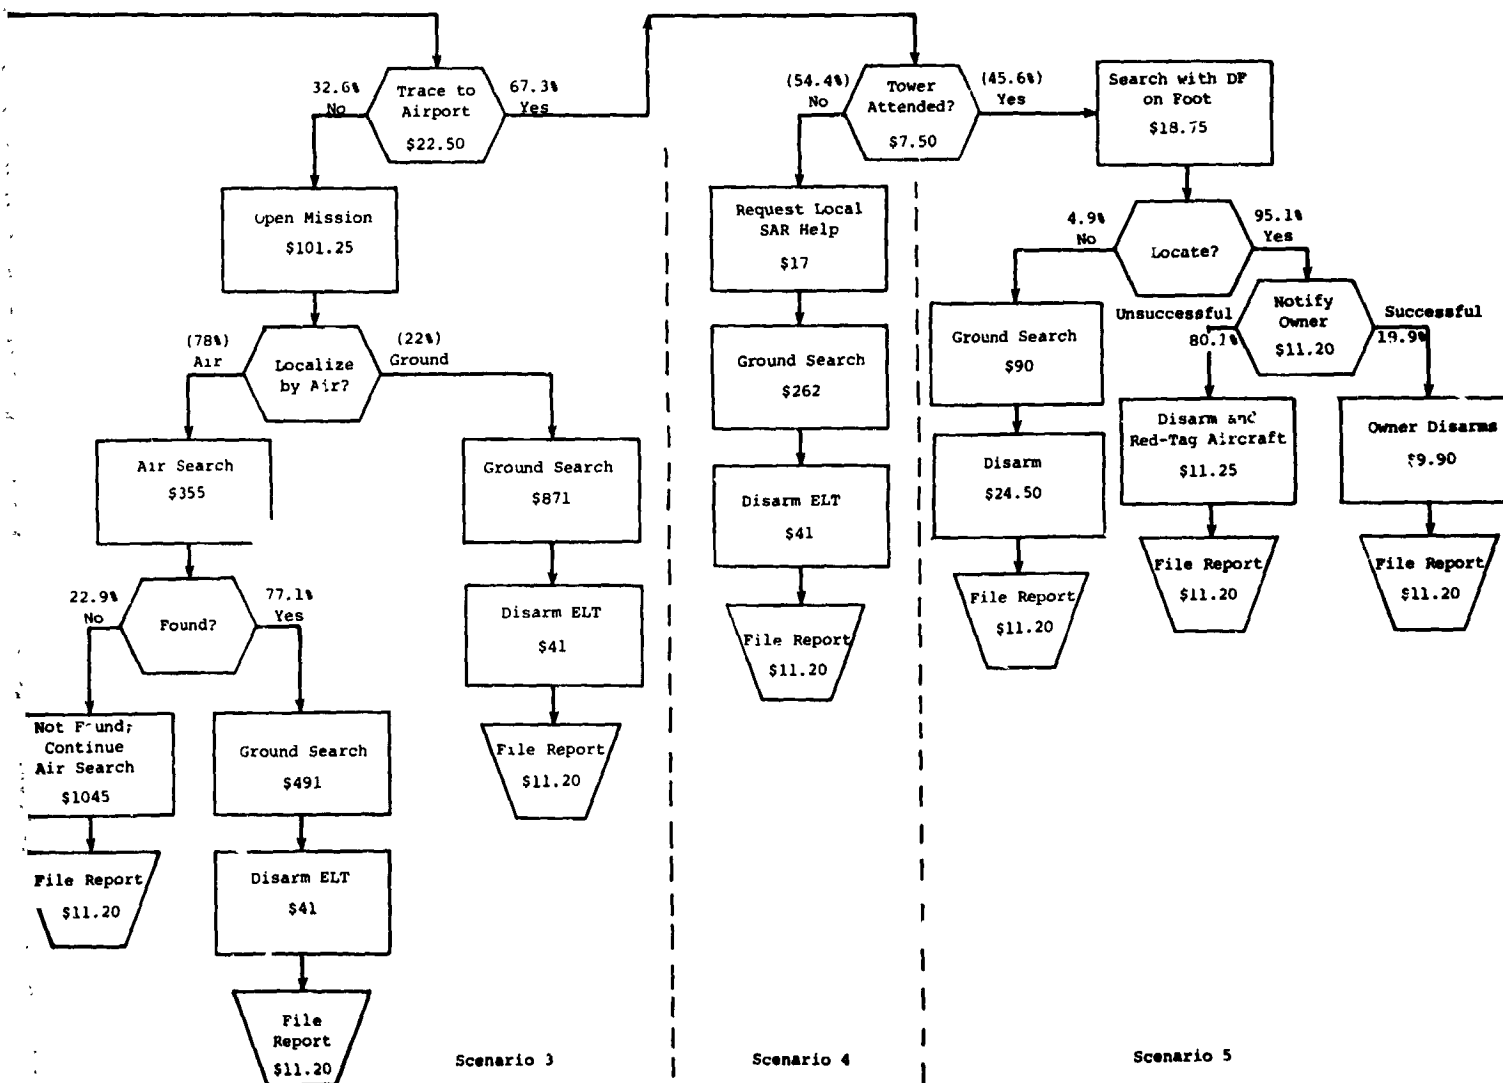 32.6%
No
Trace to
Airport
$22.50
67.3%
Yes
(54.4%)
No
Tower
Attended?
$7.50
(45.6%)
Yes
Search with DF
on Foot
$18.75
Open Mission
$101.25
Request Local
SAR Help
$17
4.9%
No
Locate?
95.1%
Yes
Unsuccessful
80.1%
Notify
Owner
$11.20
Successful
19.9%
(78%)
Air
Localize
by Air?
(22%)
Ground
Ground Search
$262
Ground Search
$90
Air Search
$355
Ground Search
$871
Disarm ELT
$41
Disarm
$24.50
Disarm and
Red-Tag Aircraft
$11.25
Owner Disarms
$9.90
22.9%
No
Found?
77.1%
Yes
Disarm ELT
$41
File Report
$11.20
File Report
$11.20
File Report
$11.20
File Report
$11.20
Not Found;
Continue
Air Search
$1045
Ground Search
$491
File Report
$11.20
File Report
$11.20
Disarm ELT
$41
File
Report
$11.20
Scenario 3
Scenario 4
Scenario 5